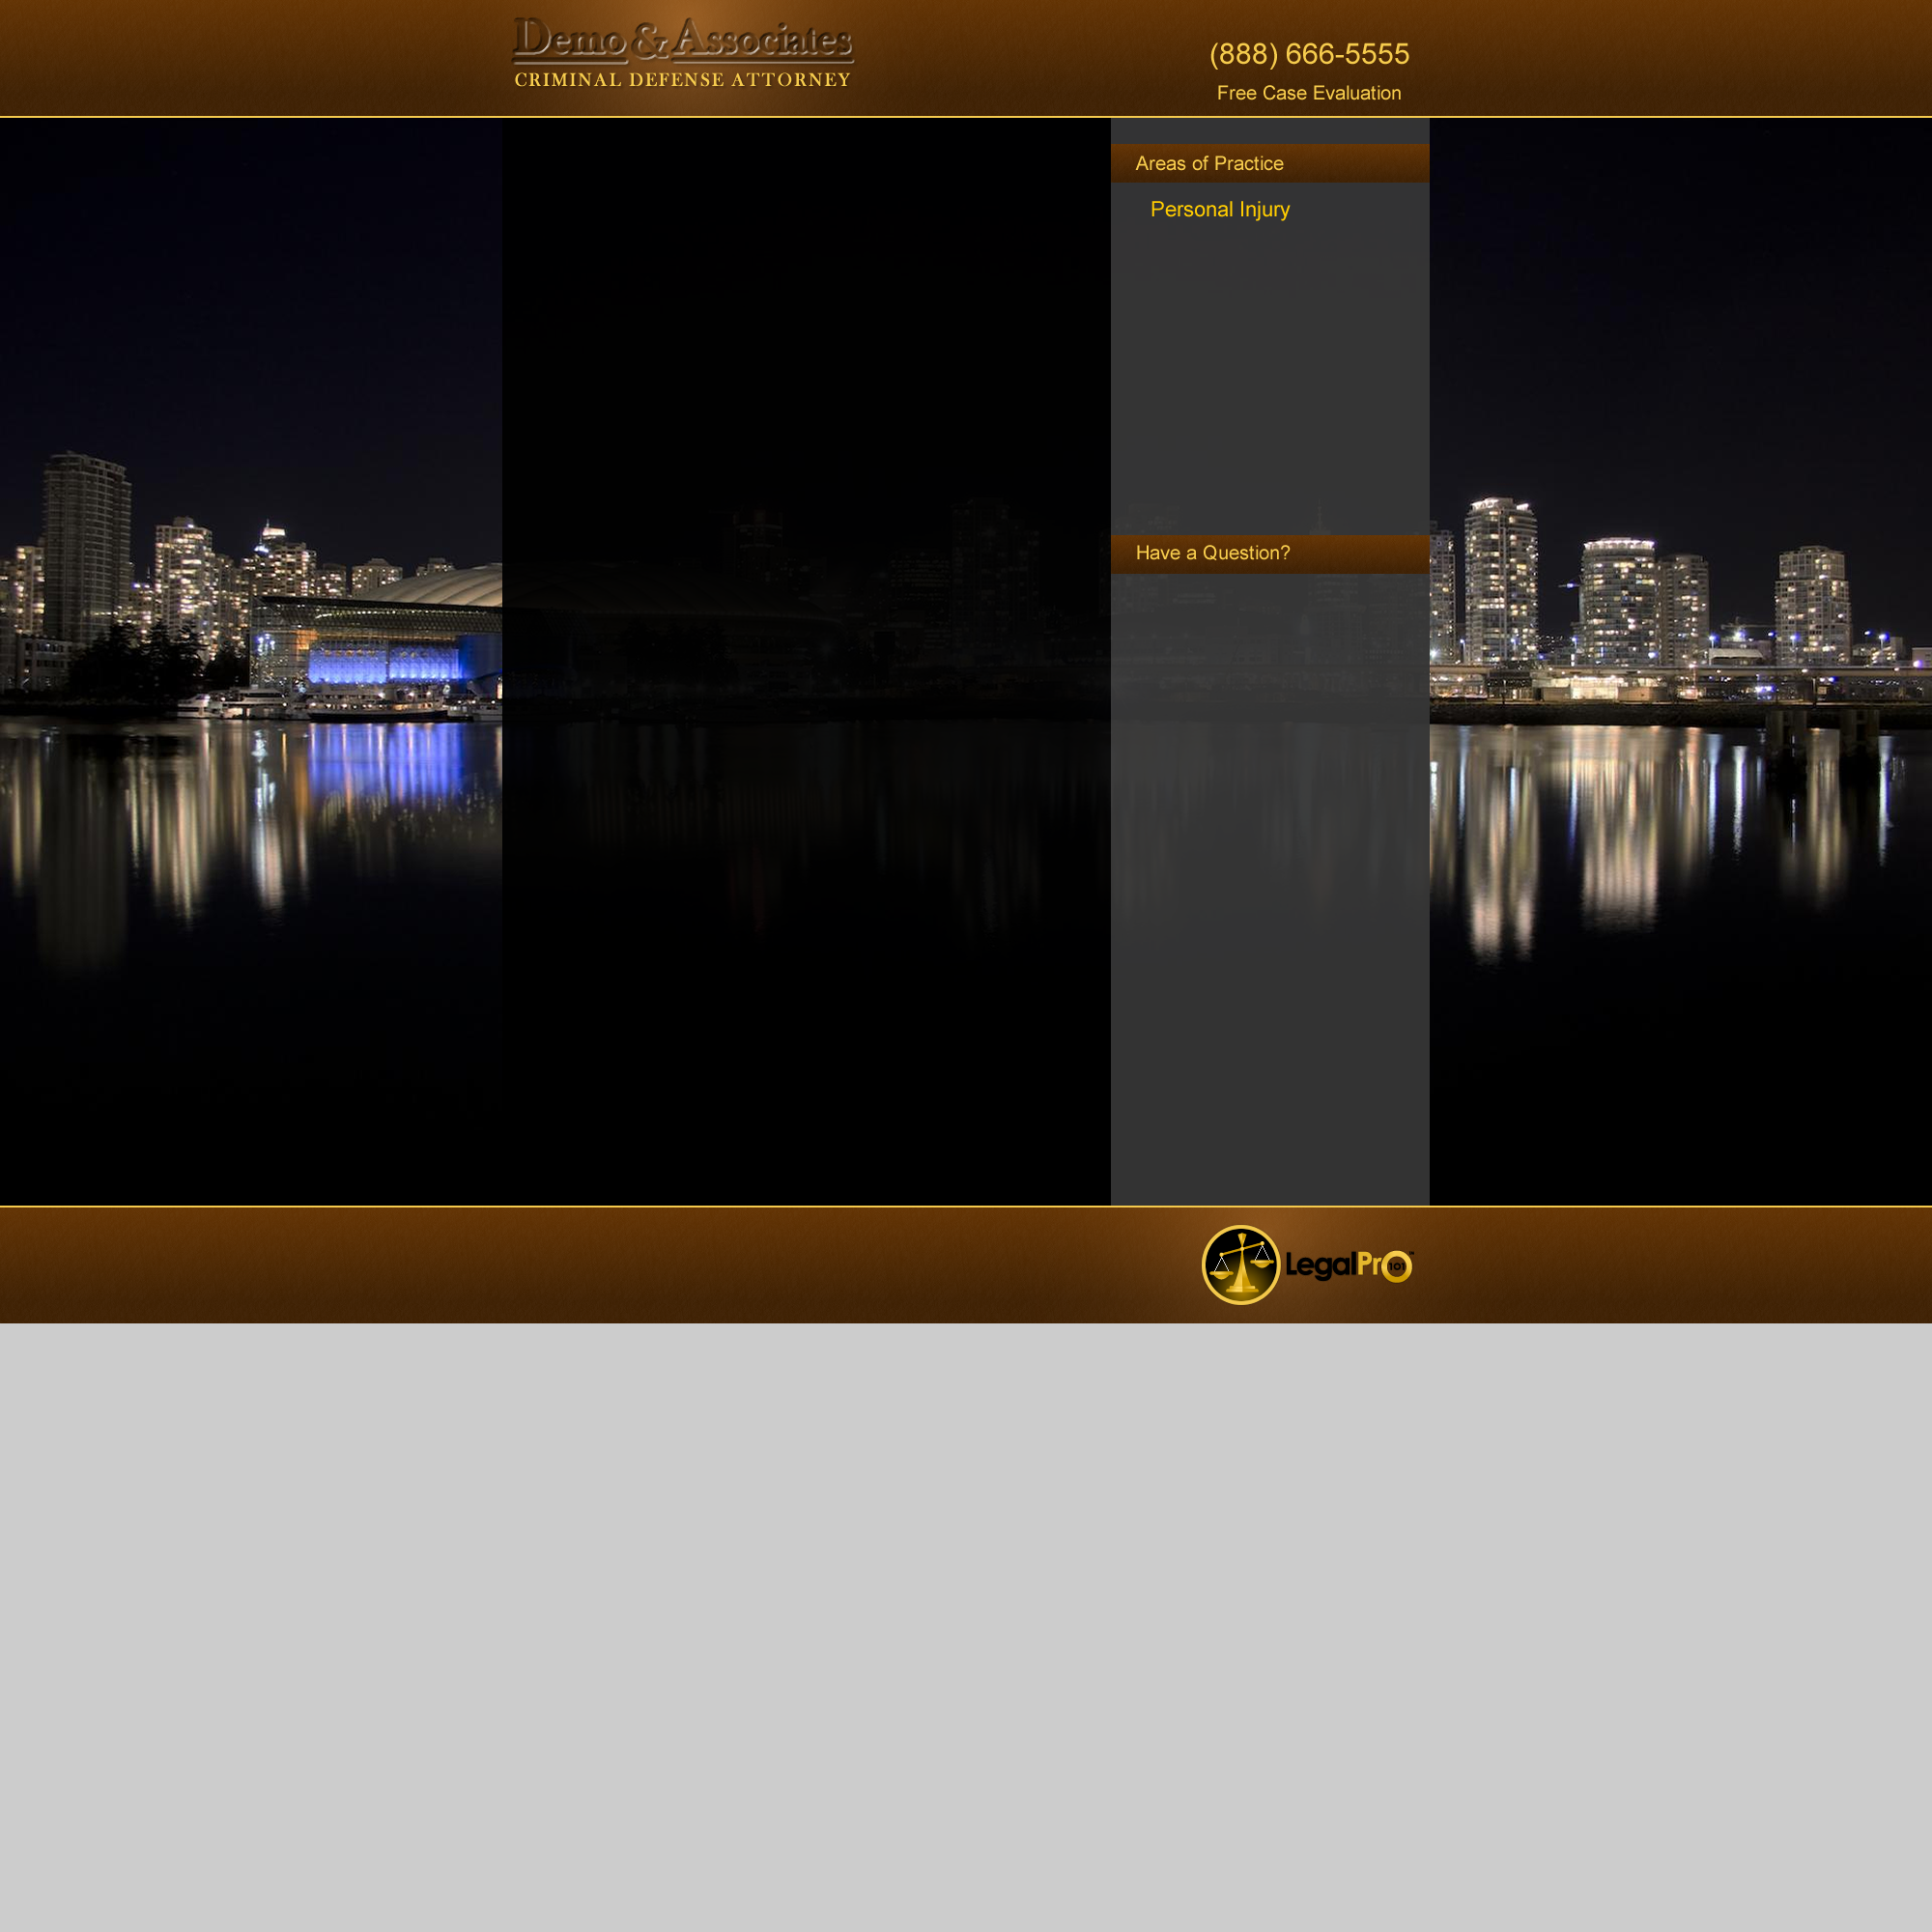 Demo & Associates
CRIMINAL DEFENSE ATTORNEY
(888) 666-5555
Free Case Evaluation
Areas of Practice
Personal Injury
Have a Question?
LegalPro 101